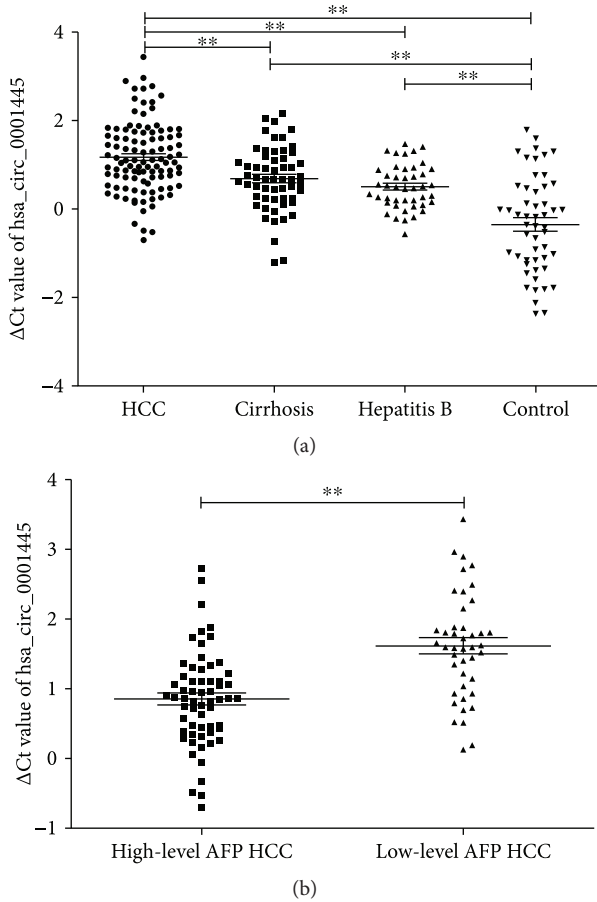 **
**
**
**
**
4
2
0
−2
−4
ΔCt value of hsa_circ_0001445
HCC
Cirrhosis
Hepatitis B
Control
(a)
**
4
3
2
1
0
−1
ΔCt value of hsa_circ_0001445
High-level AFP HCC
Low-level AFP HCC
(b)